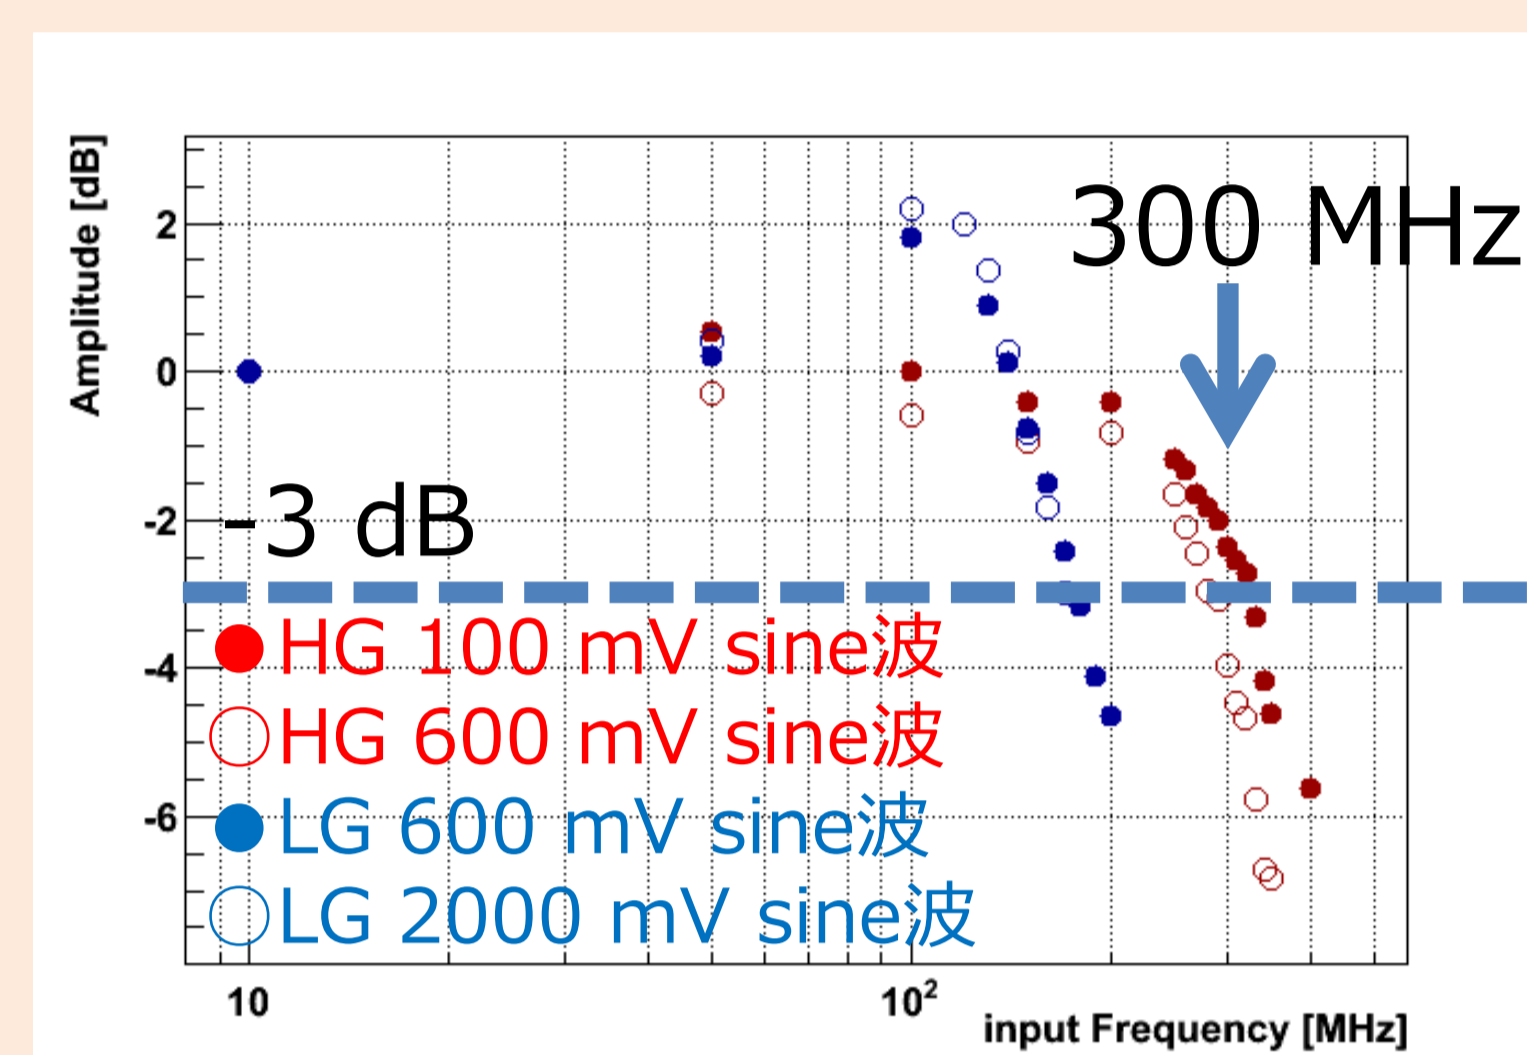 Amplitude [dB]
2
0
-2
-4
-6
300 MHz
-3 dB
HG 100 mV sine波
HG 600 mV sine波
LG 600 mV sine波
LG 2000 mV sine波
10
10²
input Frequency [MHz]